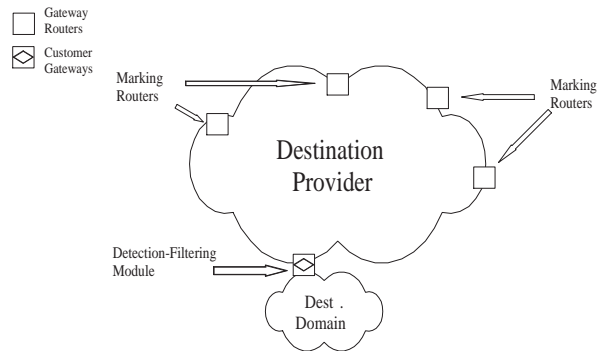 Gateway
Routers
Customer
Gateways
Marking
Routers
Marking
Routers
Destination
Provider
Detection-Filtering
Module
Dest .
Domain